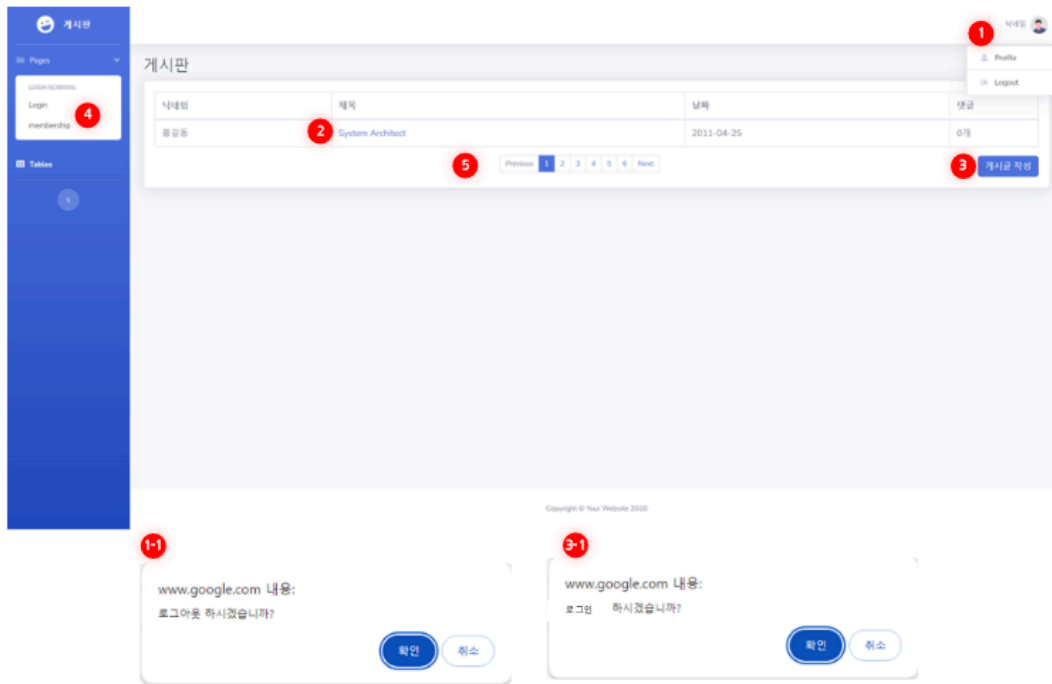 게시판
닉네임
1
Pages
Profile
Logout
게시판
LOGIN SCREENS:
Login
membership
4
닉네임 제목 날짜 댓글
홍길동 2 System Architect 2011-04-25 0개
5 Previous 1 2 3 4 5 6 Next 3 게시글 작성
Tables
Copyright © Your Website 2020
1-1
www.google.com 내용:
로그아웃 하시겠습니까?
확인 취소
3-1
www.google.com 내용:
로그인 하시겠습니까?
확인 취소